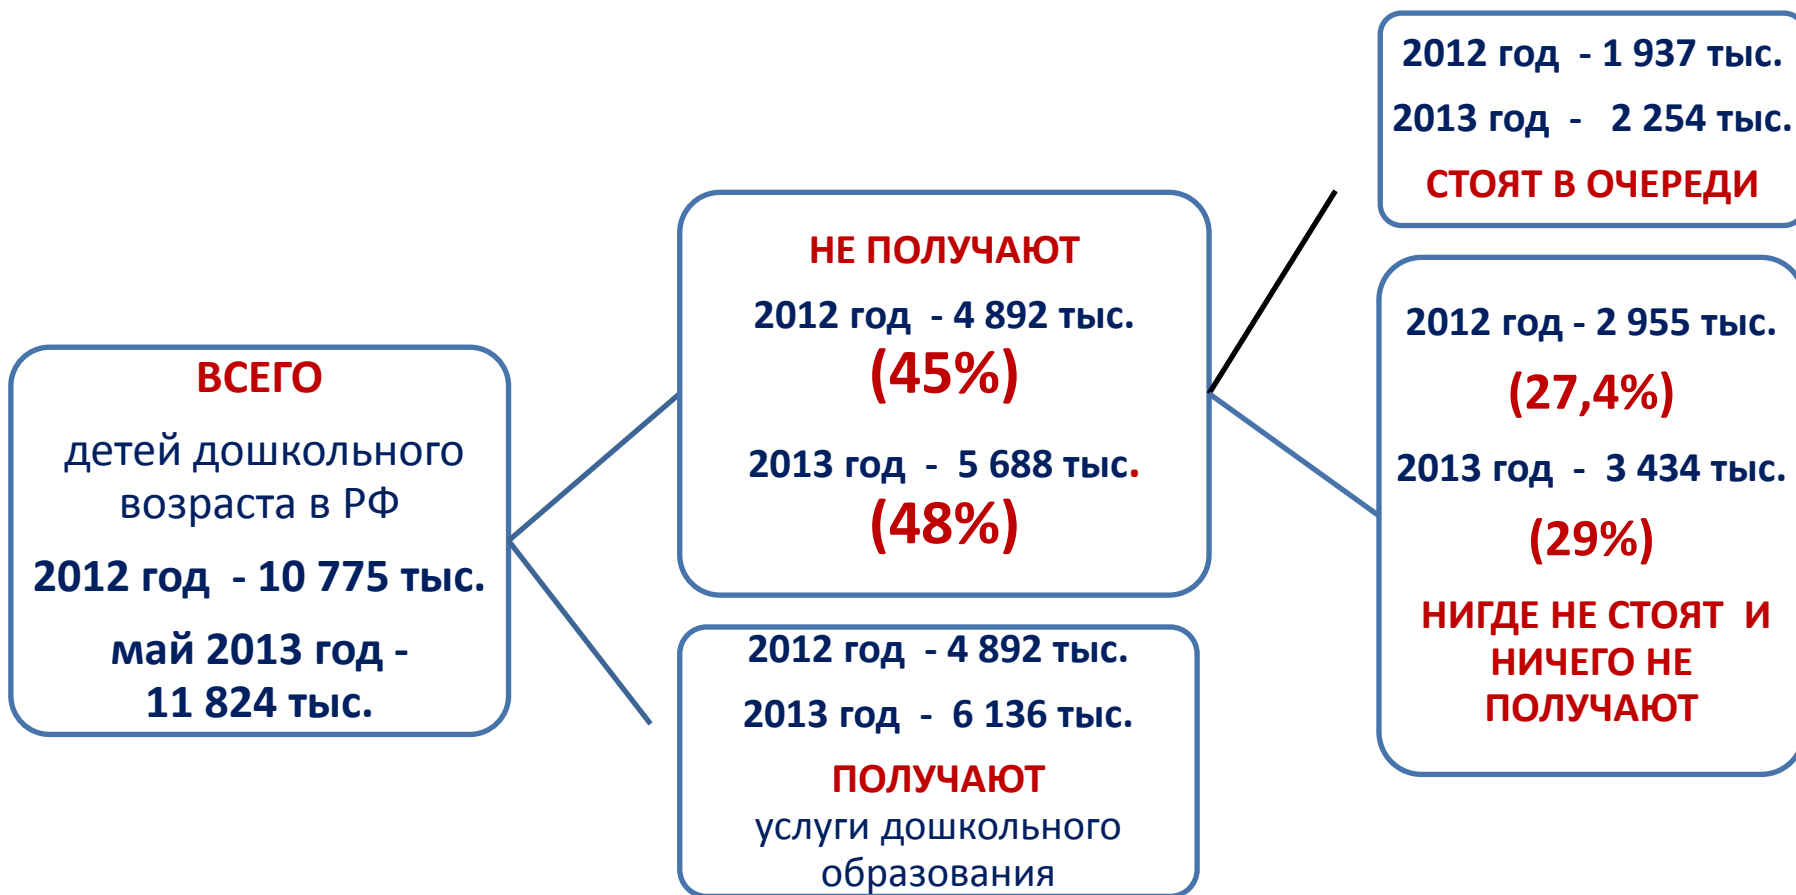 ВСЕГО
детей дошкольного
возраста в РФ
2012 год - 10 775 тыс.
май 2013 год -
11 824 тыс.
НЕ ПОЛУЧАЮТ
2012 год - 4 892 тыс.
(45%)
2013 год - 5 688 тыс.
(48%)
2012 год - 4 892 тыс.
2013 год - 6 136 тыс.
ПОЛУЧАЮТ
услуги дошкольного
образования
2012 год - 1 937 тыс.
2013 год - 2 254 тыс.
СТОЯТ В ОЧЕРЕДИ
2012 год - 2 955 тыс.
(27,4%)
2013 год - 3 434 тыс.
(29%)
НИГДЕ НЕ СТОЯТ И
НИЧЕГО НЕ
ПОЛУЧАЮТ